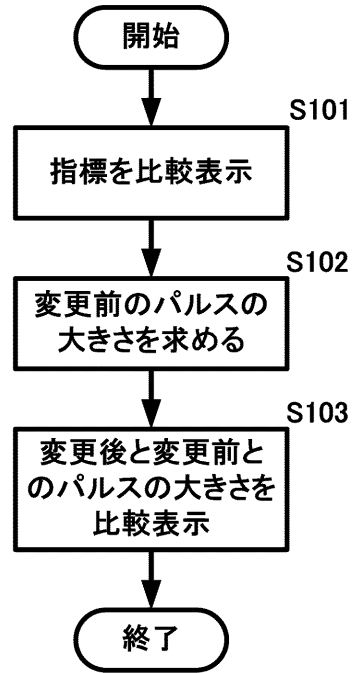 開始
S101
指標を比較表示
S102
変更前のパルスの
大きさを求める
S103
変更後と変更前と
のパルスの大きさを
比較表示
終了